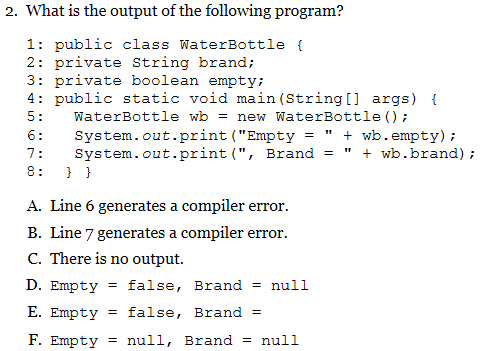 2. What is the output of the following program?
1: public class WaterBottle {
2: private String brand;
3: private boolean empty;
4: public static void main(String[] args) {
5:   WaterBottle wb = new WaterBottle();
6:   System.out.print("Empty = " + wb.empty);
7:   System.out.print(", Brand = " + wb.brand);
8:  } }
A. Line 6 generates a compiler error.
B. Line 7 generates a compiler error.
C. There is no output.
D. Empty = false, Brand = null
E. Empty = false, Brand =
F. Empty = null, Brand = null